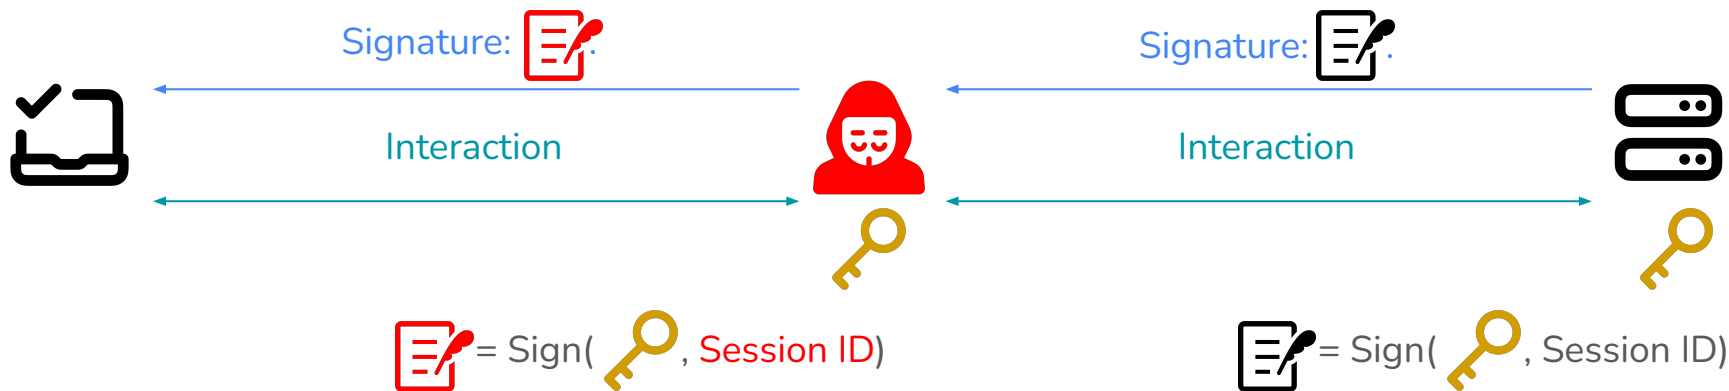 Signature: .
Signature: .
Interaction
Interaction
= Sign( , Session ID)
= Sign( , Session ID)